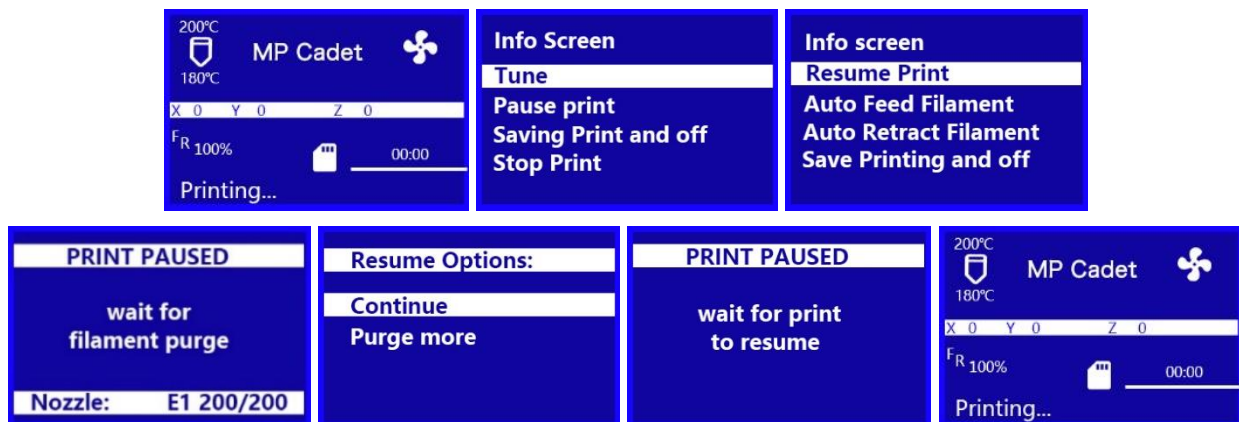 200℃
MP Cadet
180℃
X 0 Y 0 Z 0
FR 100%
00:00
Printing...
Info Screen
Tune
Pause print
Saving Print and off
Stop Print
Info screen
Resume Print
Auto Feed Filament
Auto Retract Filament
Save Printing and off
PRINT PAUSED
wait for
filament purge
Nozzle: E1 200/200
Resume Options:
Continue
Purge more
PRINT PAUSED
wait for print
to resume
200℃
MP Cadet
180℃
X 0 Y 0 Z 0
FR 100%
00:00
Printing...